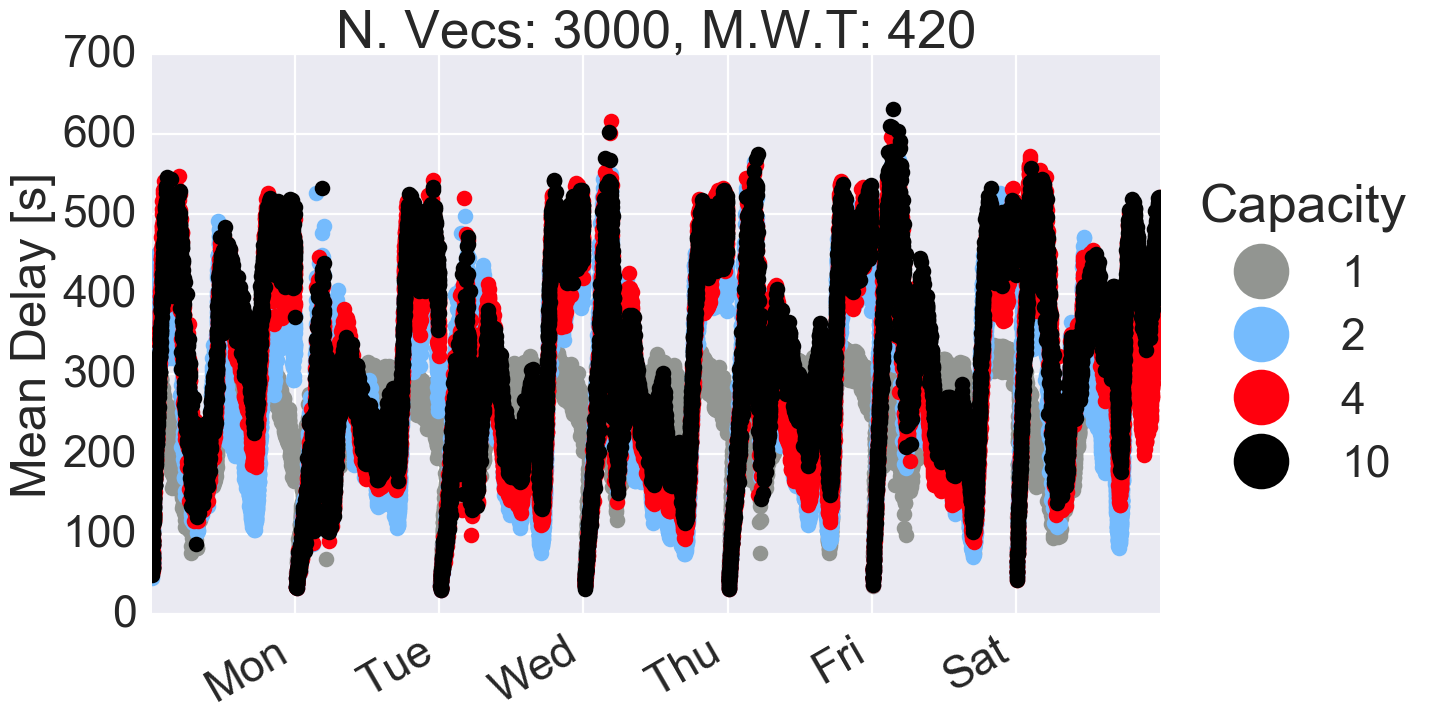 N. Vecs: 3000, M.W.T: 420
Mean Delay [s]
700
600
500
400
300
200
100
0
Mon
Tue
Wed
Thu
Fri
Sat
Capacity
1
2
4
10